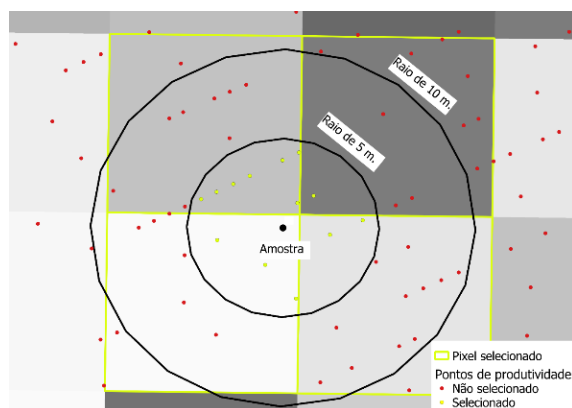 Raio de 10 m.
Raio de 5 m.
Amostra
Pixel selecionado
Pontos de produtividade
Não selecionado
Selecionado